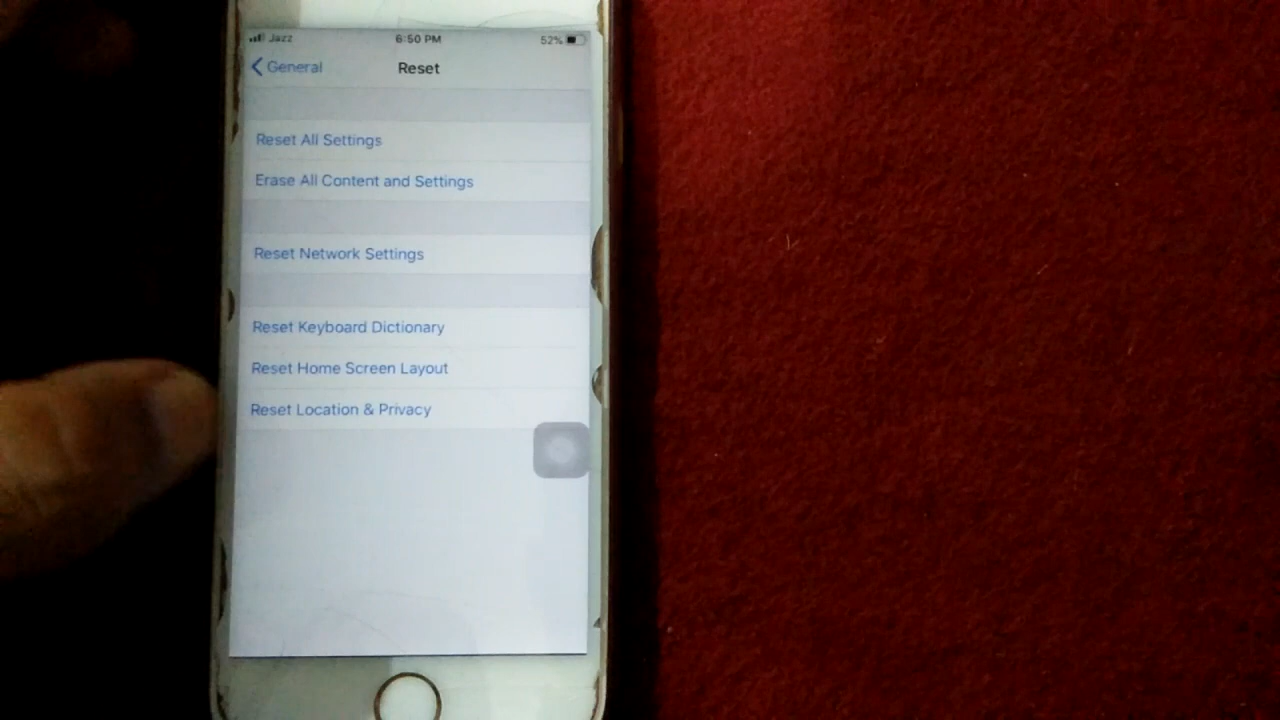 Jazz 6:50 PM 52%
General Reset
Reset All Settings
Erase All Content and Settings
Reset Network Settings
Reset Keyboard Dictionary
Reset Home Screen Layout
Reset Location & Privacy